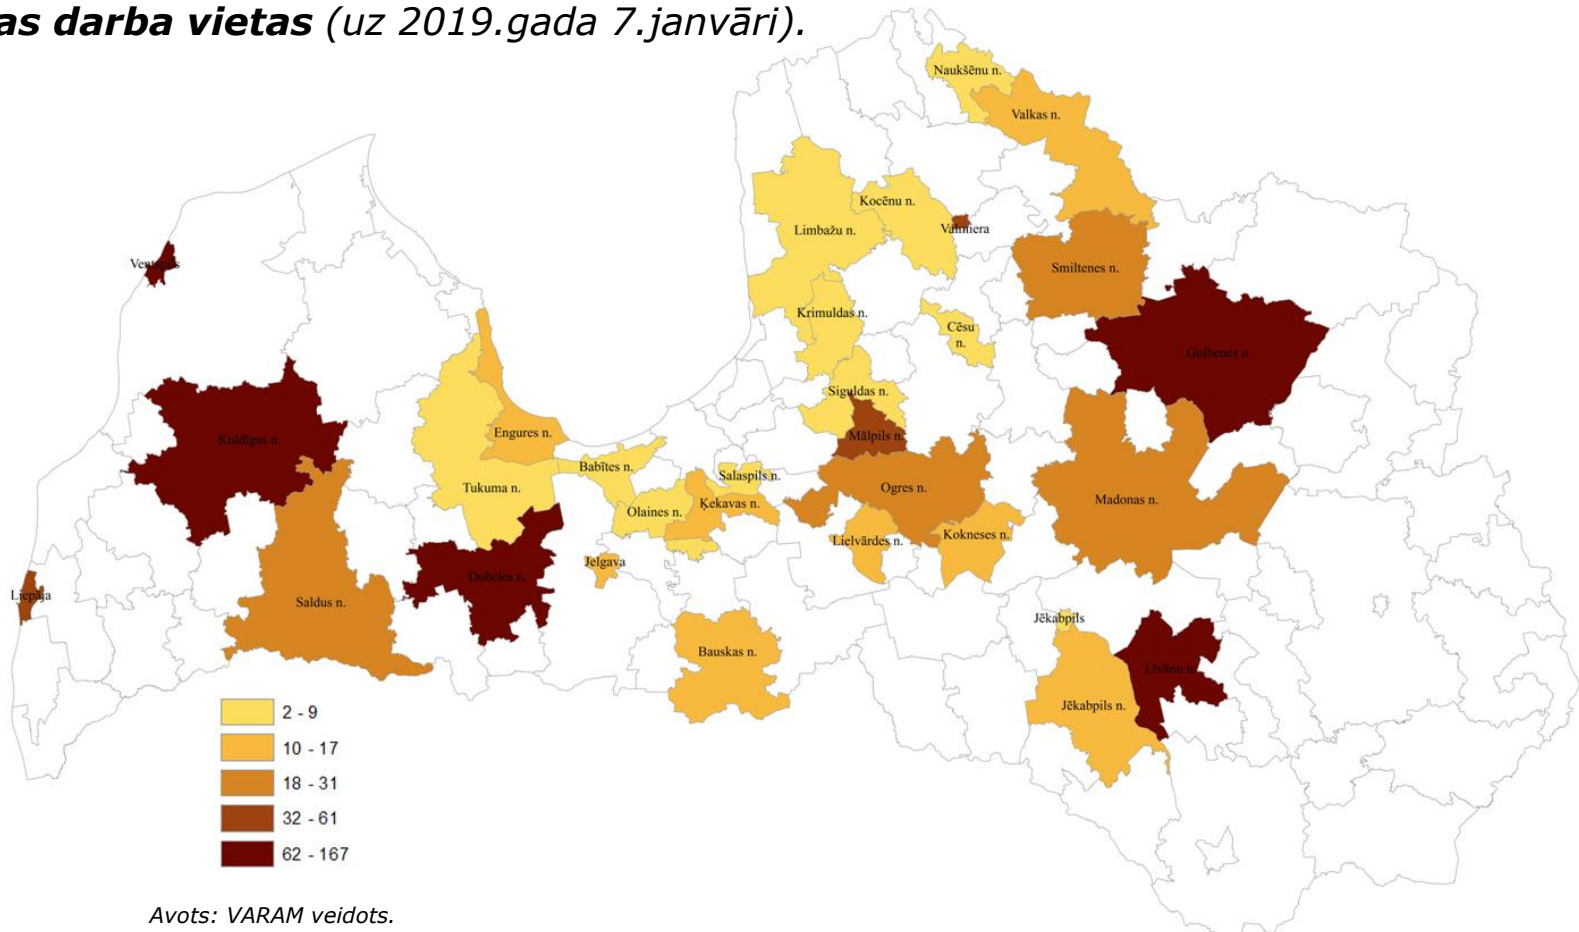 as darba vietas (uz 2019.gada 7.janvāri).
Naukšēnu n.
Valkas n.
Kocēnu n.
Limbažu n.
Valmiera
Ventspils
Smiltenes n.
Krimuldas n.
Cēsu
n.
Gulbenes n.
Siguldas n.
Engures n.
Mālpils n.
Kuldīgas n.
Babītes n.
Salaspils n.
Tukuma n.
Ogres n.
Ķekavas n.
Madonas n.
Olaines n.
Lielvārdes n.
Kokneses n.
Jelgava
Dobeles n.
Liepāja
Saldus n.
Jēkabpils
Bauskas n.
Līvānu n.
Jēkabpils n.
2 - 9
10 - 17
18 - 31
32 - 61
62 - 167
Avots: VARAM veidots.